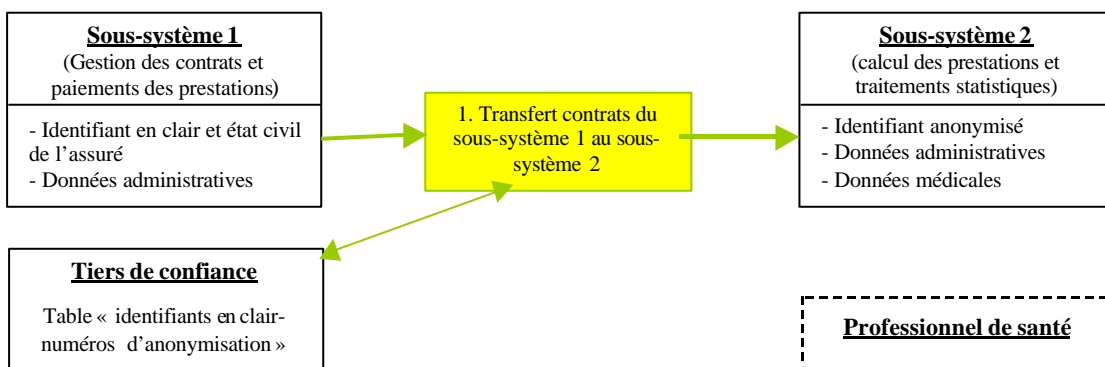 Sous-système 1
(Gestion des contrats et
paiements des prestations)
- Identifiant en clair et état civil
de l'assuré
- Données administratives
1. Transfert contrats du
sous-système 1 au sous-
système 2
Sous-système 2
(calcul des prestations et
traitements statistiques)
- Identifiant anonymisé
- Données administratives
- Données médicales
Tiers de confiance
Table « identifiants en clair-
numéros d'anonymisation »
Professionnel de santé